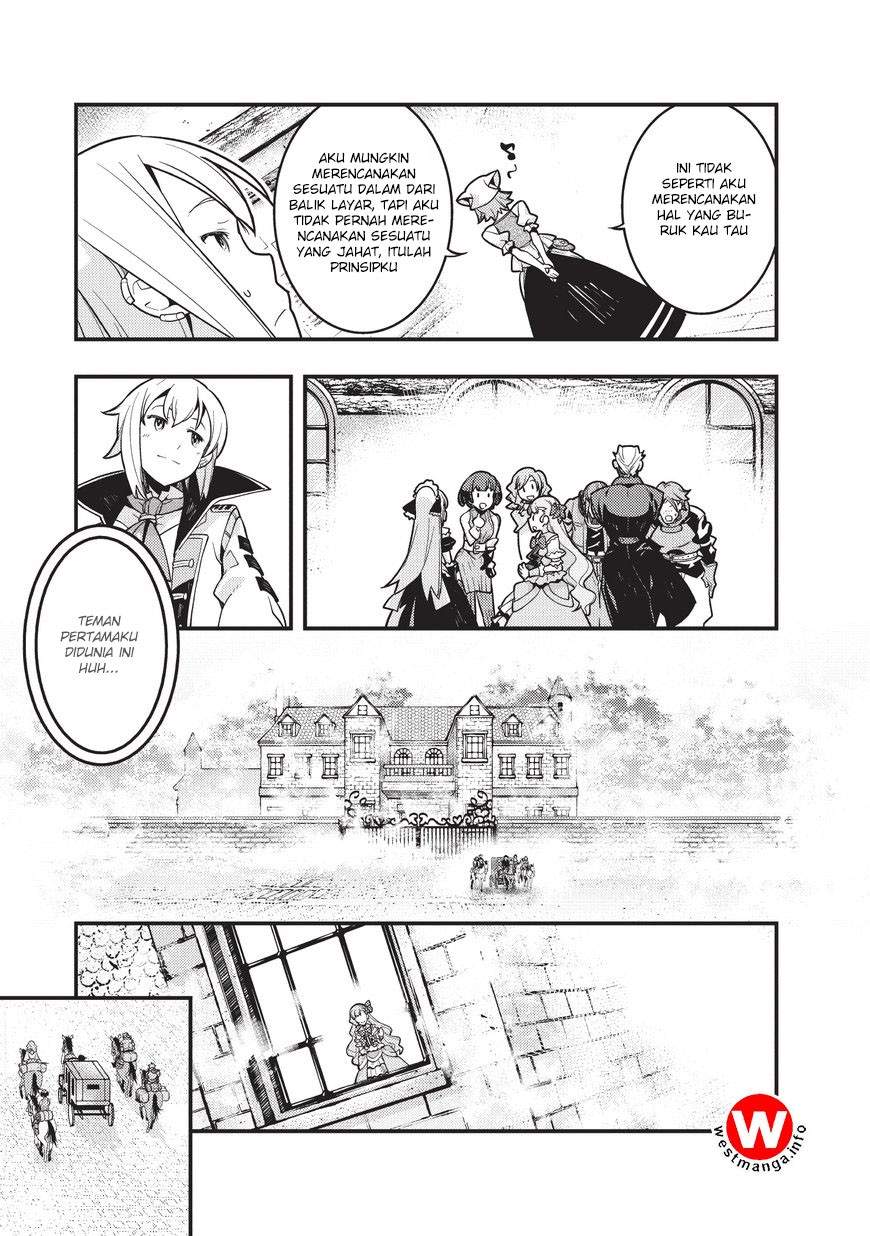 INI TIDAK
SEPERTI AKU
MERENCANAKAN
HAL YANG BU-
RUK KAU TAU
AKU MUNGKIN
MERENCANAKAN
SESUATU DALAM DARI
BALIK LAYAR, TAPI AKU
TIDAK PERNAH MERE-
NCANAKAN SESUATU
YANG JAHAT, ITULAH
PRINSIPKU
TEMAN
PERTAMAKU
DIDUNIA INI
HUH...
W
westmanga.info